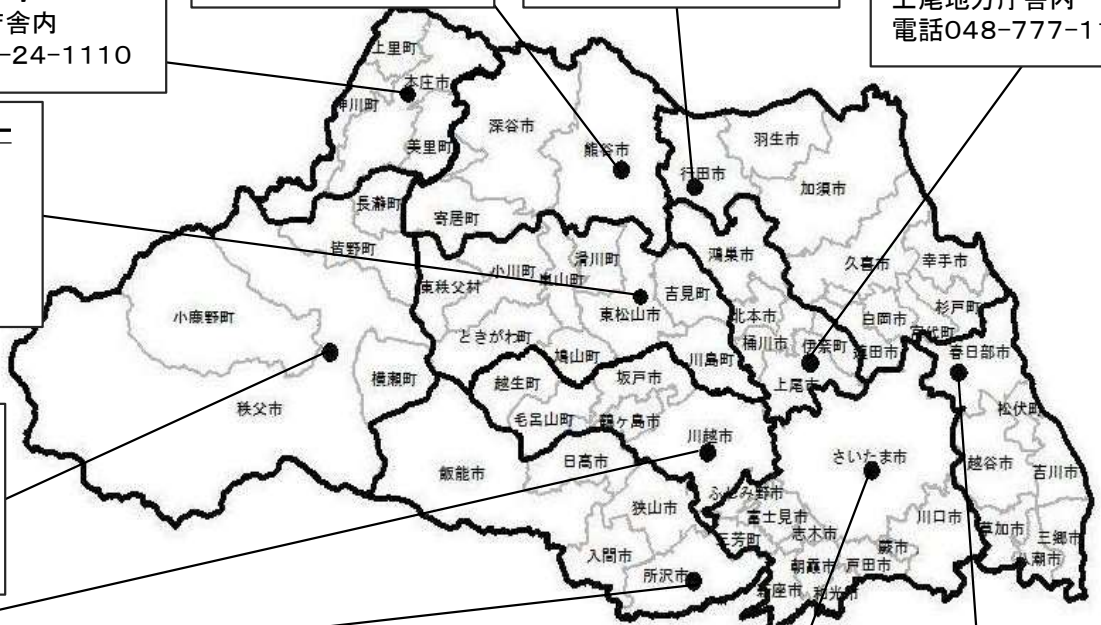 庁舎内
-24-1110
上尾地方庁舎内
電話048-777-11
ー
上里町
本庄市
神川町
美里町
深谷市
熊谷市
行田市
羽生市
加須市
長瀞町
寄居町
皆野町
小鹿野町
秩父市
横瀬町
東秩父村
小川町
嵐山町
滑川町
東松山市
吉見町
ときがわ町
鳩山町
川島町
鴻巣市
北本市
桶川市
伊奈町
上尾市
久喜市
幸手市
白岡市
杉戸町
宮代町
蓮田市
春日部市
松伏町
越谷市
吉川市
草加市
三郷市
八潮市
越生町
毛呂山町
坂戸市
鶴ヶ島市
川越市
日高市
飯能市
狭山市
入間市
所沢市
ふじみ野市
富士見市
三芳町
志木市
朝霞市
新座市
和光市
さいたま市
川口市
蕨市
戸田市